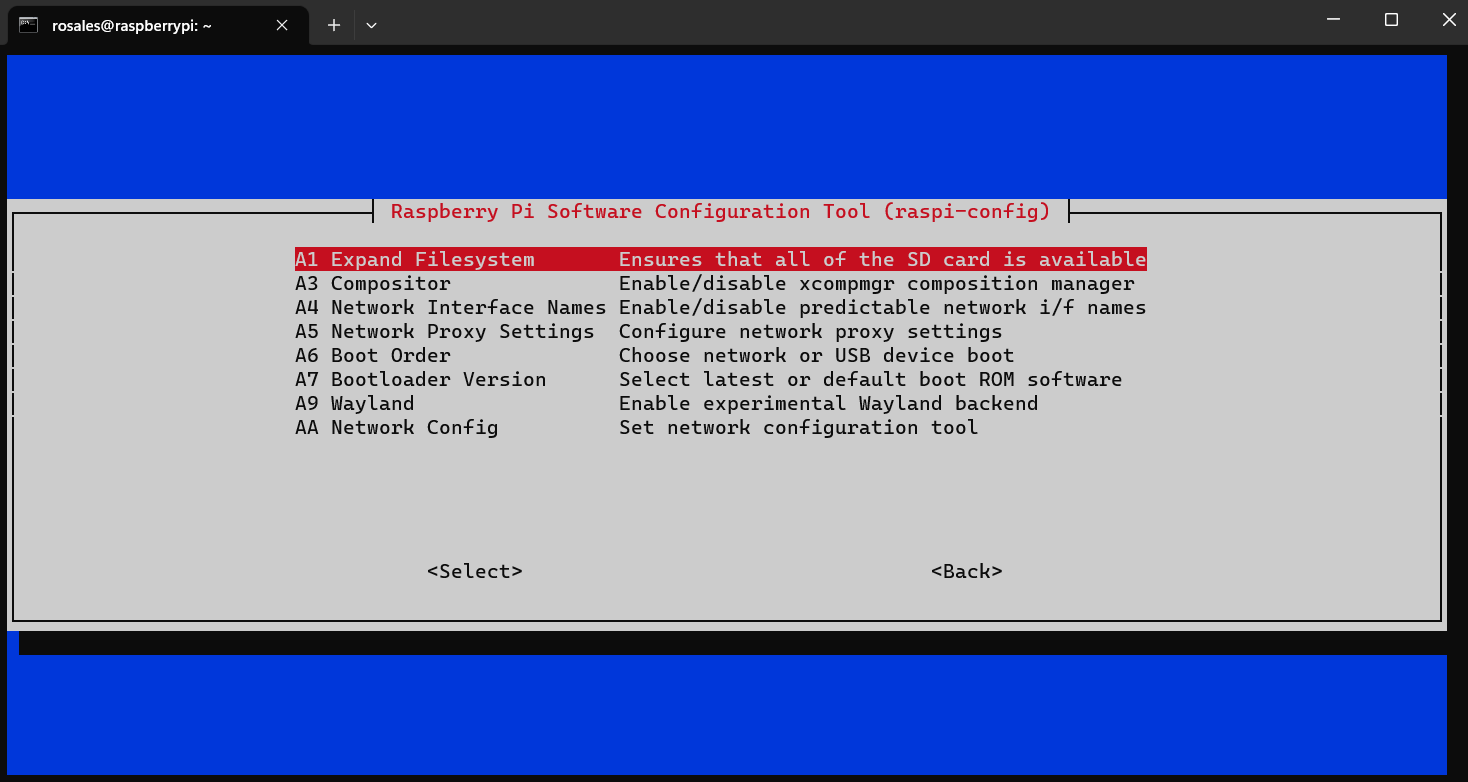 rosales@raspberrypi: ~
Raspberry Pi Software Configuration Tool (raspi-config)
A1 Expand Filesystem Ensures that all of the SD card is available
A3 Compositor Enable/disable xcompmgr composition manager
A4 Network Interface Names Enable/disable predictable network i/f names
A5 Network Proxy Settings Configure network proxy settings
A6 Boot Order Choose network or USB device boot
A7 Bootloader Version Select latest or default boot ROM software
A9 Wayland Enable experimental Wayland backend
AA Network Config Set network configuration tool
<Select> <Back>